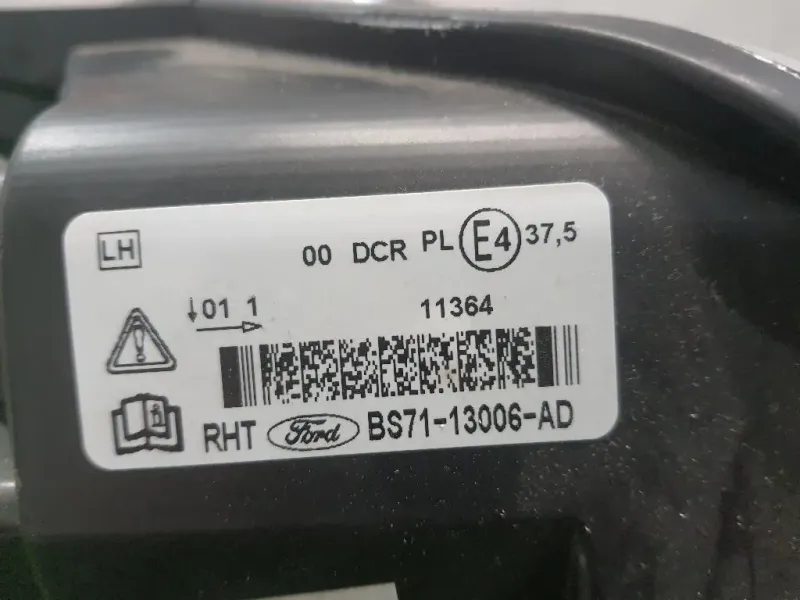 LH 00 DCR PL E4 37,5
↓01 1 11364
→
RHT Ford BS71-13006-AD